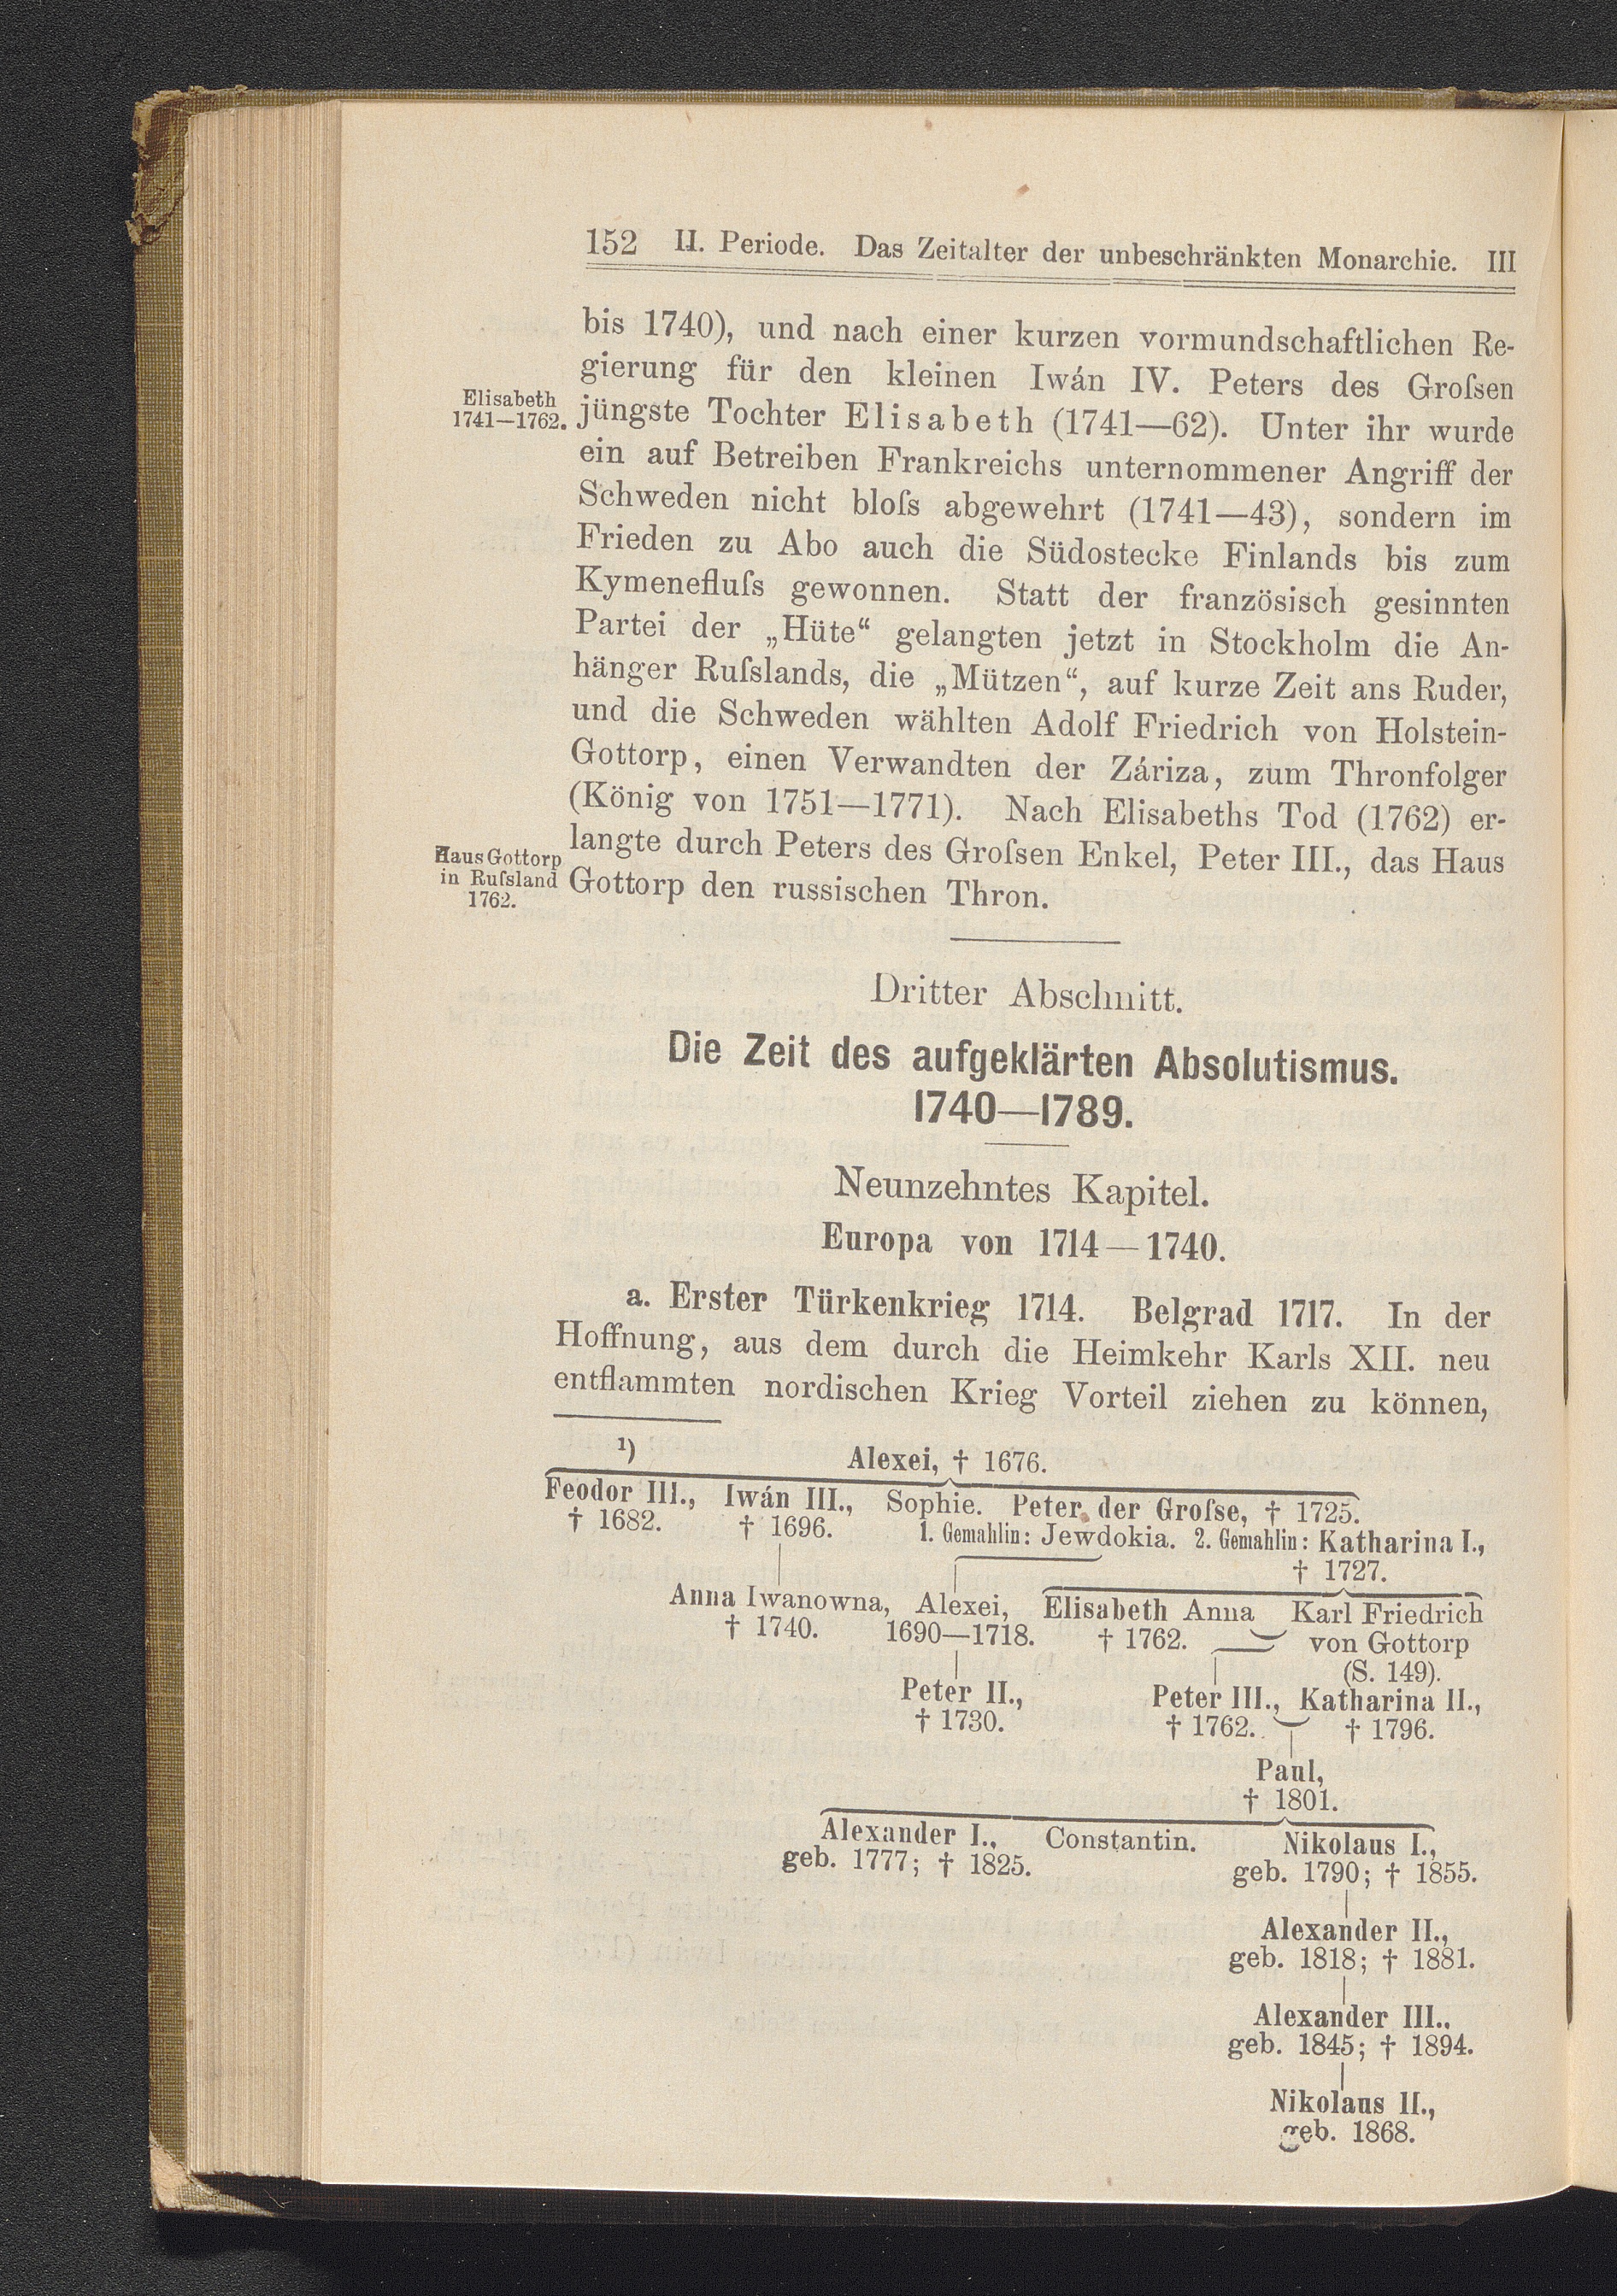 152 II. Periode. Das Zeitalter der unbeschränkten Monarchie. III
bis 1740), und nach einer kurzen vormundschaftlichen Re-
gierung für den kleinen Iwán IV. Peters des Groſsen
Elisabeth
1741—1762.
jüngste Tochter Elisabeth (1741—62). Unter ihr wurde
ein auf Betreiben Frankreichs unternommener Angriff der
Schweden nicht bloſs abgewehrt (1741—43), sondern im
Frieden zu Abo auch die Südostecke Finlands bis zum
Kymenefluſs gewonnen. Statt der französisch gesinnten
Partei der „Hüte“ gelangten jetzt in Stockholm die An-
hänger Ruſslands, die „Mützen“, auf kurze Zeit ans Ruder,
und die Schweden wählten Adolf Friedrich von Holstein-
Gottorp, einen Verwandten der Záriza, zum Thronfolger
(König von 1751—1771). Nach Elisabeths Tod (1762) er-
langte durch Peters des Groſsen Enkel, Peter III., das Haus
Haus Gottorp
in Ruſsland
1762.
Gottorp den russischen Thron.
Dritter Abschnitt.
Die Zeit des aufgeklärten Absolutismus.
1740—1789.
Neunzehntes Kapitel.
Europa von 1714—1740.
a. Erster Türkenkrieg 1714. Belgrad 1717. In der
Hoffnung, aus dem durch die Heimkehr Karls XII. neu
entflammten nordischen Krieg Vorteil ziehen zu können,
¹) Alexei, † 1676.
Feodor III., Iwán III., Sophie. Peter der Groſse, † 1725.
† 1682. † 1696. 1. Gemahlin: Jewdokia. 2. Gemahlin: Katharina I.,
† 1727.
Anna Iwanowna, Alexei, Elisabeth Anna Karl Friedrich
† 1740. 1690—1718. † 1762. von Gottorp
(S. 149).
Peter II., Peter III., Katharina II.,
† 1730. † 1762. † 1796.
Paul,
† 1801.
Alexander I., Constantin. Nikolaus I.,
geb. 1777; † 1825. geb. 1790; † 1855.
Alexander II.,
geb. 1818; † 1881.
Alexander III..
geb. 1845; † 1894.
Nikolaus II.,
geb. 1868.